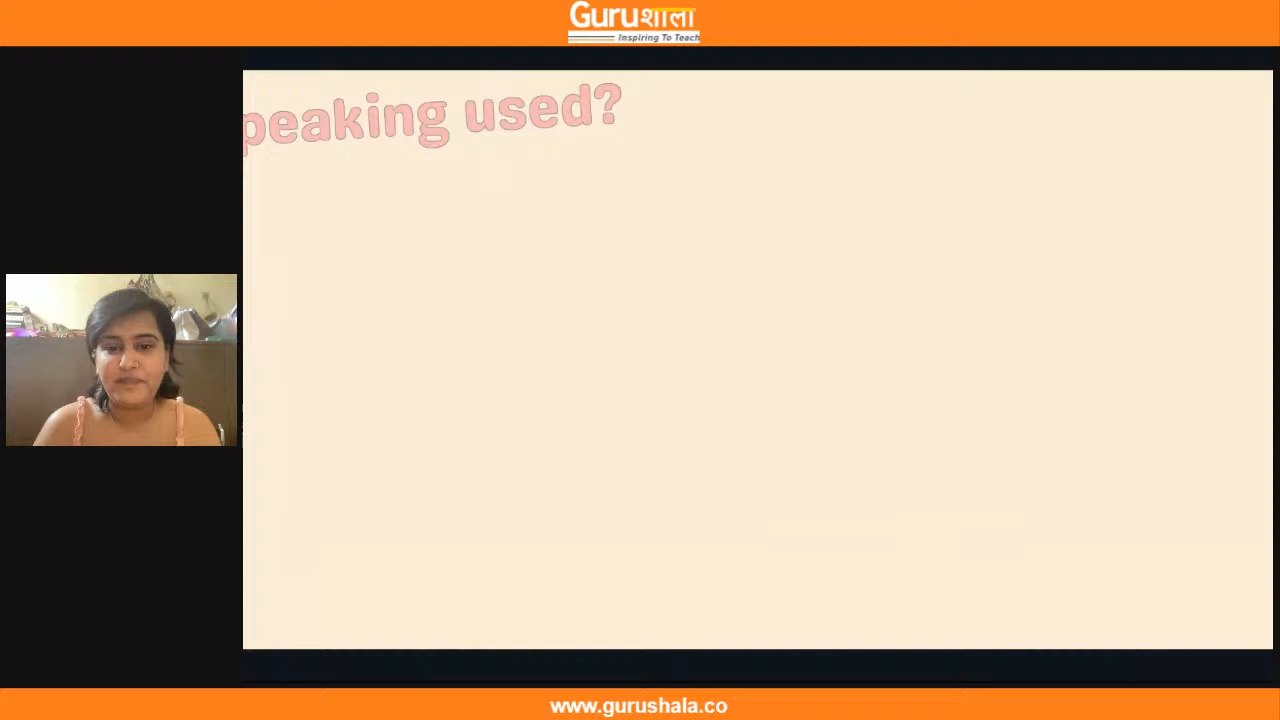 Guruशाला
Inspiring To Teach
peaking used?
www.gurushala.co